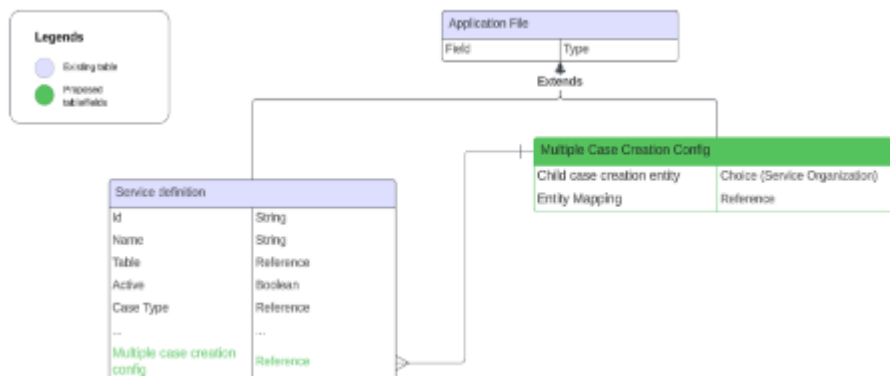 Application File
Field Type
Legends
Existing table
Proposed
table/fields
Extends
Multiple Case Creation Config
Child case creation entity Choice (Service Organization)
Entity Mapping Reference
Service definition
Id String
Name String
Table Reference
Active Boolean
Case Type Reference
... ...
Multiple case creation
config
Reference